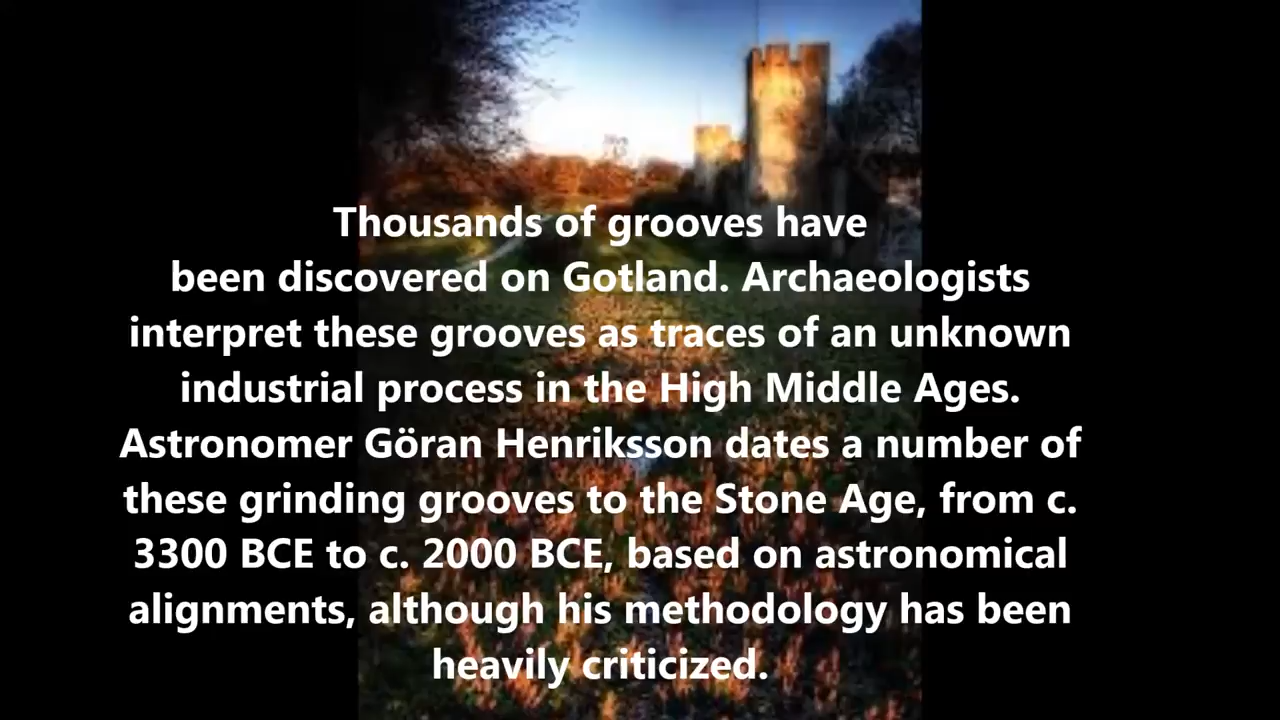 Thousands of grooves have
been discovered on Gotland. Archaeologists
interpret these grooves as traces of an unknown
industrial process in the High Middle Ages.
Astronomer Göran Henriksson dates a number of
these grinding grooves to the Stone Age, from c.
3300 BCE to c. 2000 BCE, based on astronomical
alignments, although his methodology has been
heavily criticized.